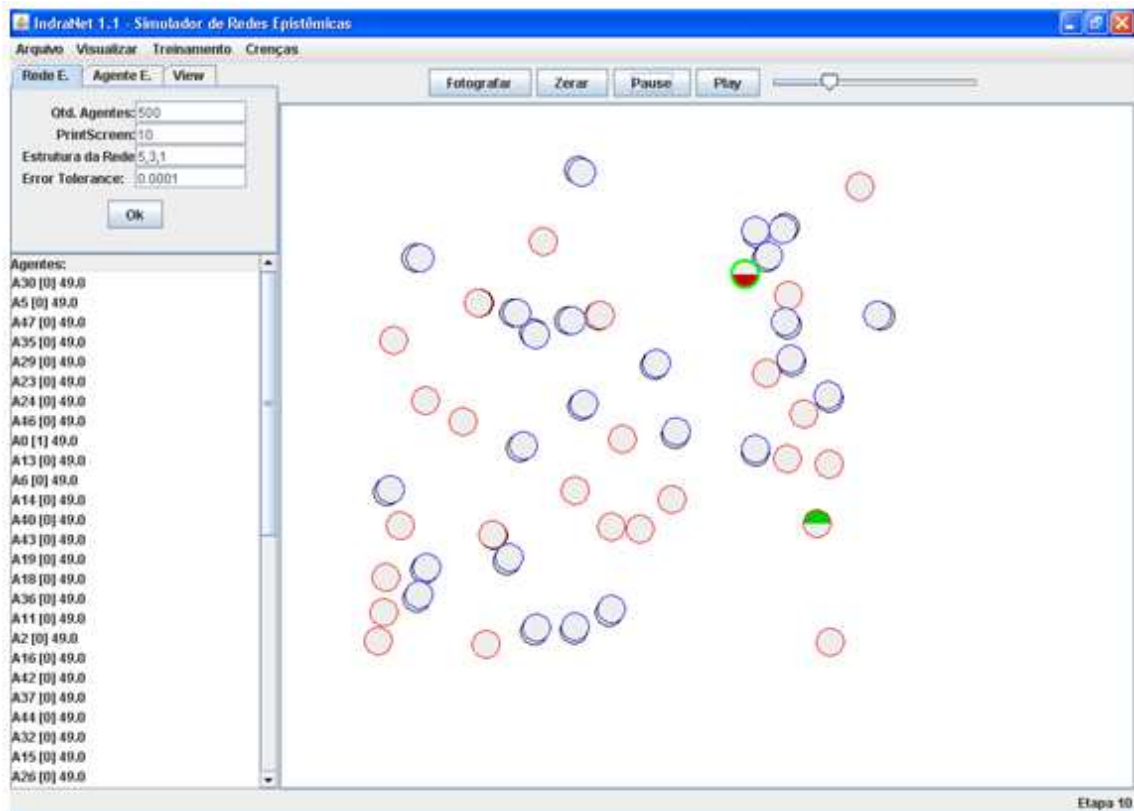 IndraNet 1.1 - Simulador de Redes Epistêmicas
Arquivo Visualizar Treinamento Crenças
Rede E. Agente E. View
Fotografar Zerar Pause Play
Qtd. Agentes: 500
PrintScreen: 10
Estrutura da Rede 5,3,1
Error Tolerance: 0.0001
Ok
Agentes:
A30 [0] 49.0
A5 [0] 49.0
A47 [0] 49.0
A35 [0] 49.0
A29 [0] 49.0
A23 [0] 49.0
A24 [0] 49.0
A46 [0] 49.0
A0 [1] 49.0
A13 [0] 49.0
A6 [0] 49.0
A14 [0] 49.0
A40 [0] 49.0
A43 [0] 49.0
A19 [0] 49.0
A18 [0] 49.0
A36 [0] 49.0
A11 [0] 49.0
A2 [0] 49.0
A16 [0] 49.0
A42 [0] 49.0
A37 [0] 49.0
A44 [0] 49.0
A32 [0] 49.0
A15 [0] 49.0
A26 [0] 49.0
Etapa 10